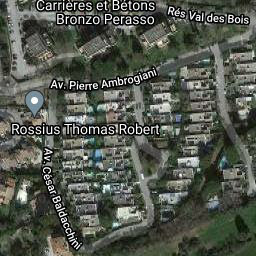 Carrières et Bétons
Bronzo Perasso
Rés Val des Bois
Av. Pierre Ambrogiani
Rossius Thomas Robert
Av. César Baldacchini